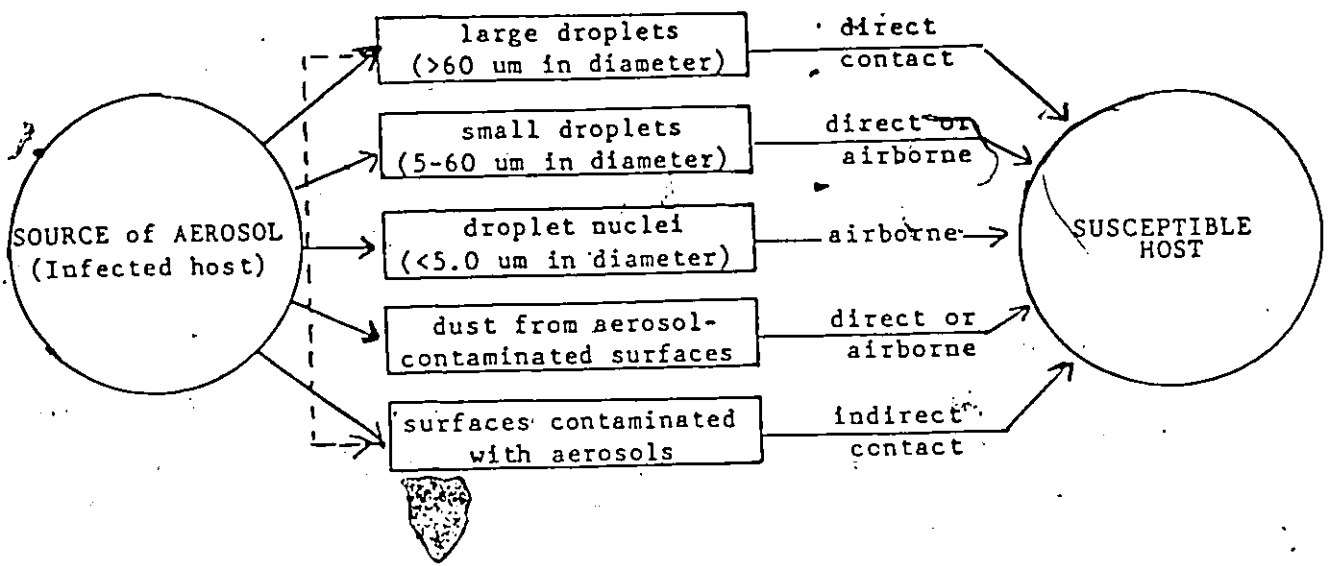 large droplets
(>60 um in diameter)
direct
contact
small droplets
(5-60 um in diameter)
direct or
airborne
SOURCE of AEROSOL
(Infected host)
droplet nuclei
(<5.0 um in diameter)
airborne
SUSCEPTIBLE
HOST
dust from aerosol-
contaminated surfaces
direct or
airborne
surfaces contaminated
with aerosols
indirect
contact